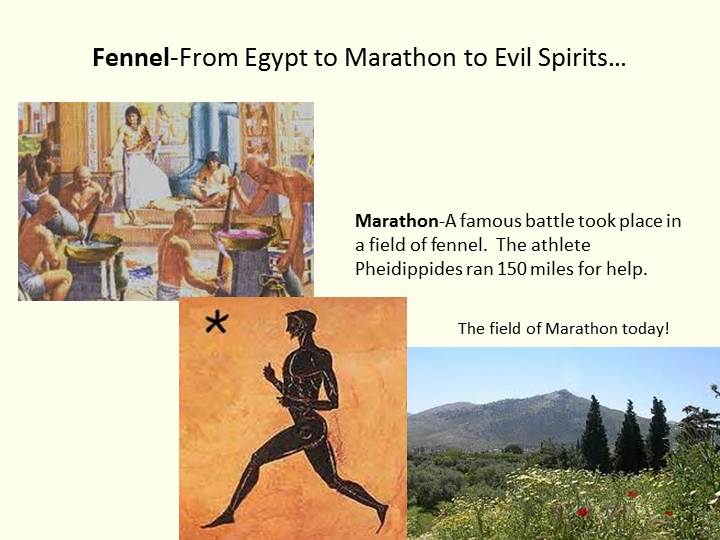 Fennel-From Egypt to Marathon to Evil Spirits…
Marathon-A famous battle took place in
a field of fennel.  The athlete
Pheidippides ran 150 miles for help.
*
The field of Marathon today!